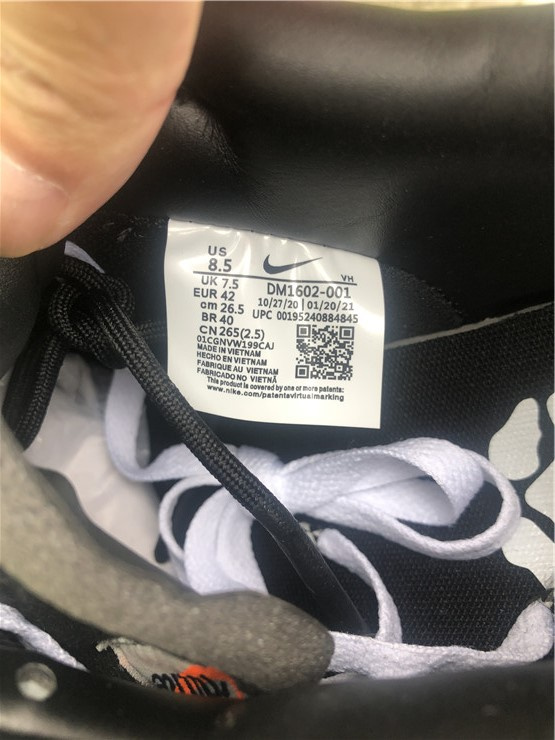 US
8.5
UK 7.5
EUR 42
cm 26.5
BR 40
CN 265(2.5)
VH
DM1602-001
10/27/20 | 01/20/21
UPC 00195240884845
01CGNVW199CAJ
MADE IN VIETNAM
HECHO EN VIETNAM
FABRIQUE AU VIETNAM
FABRICADO NO VIETNÃ
This product is covered by one or more patents:
www.nike.com/patentsvirtualmarking